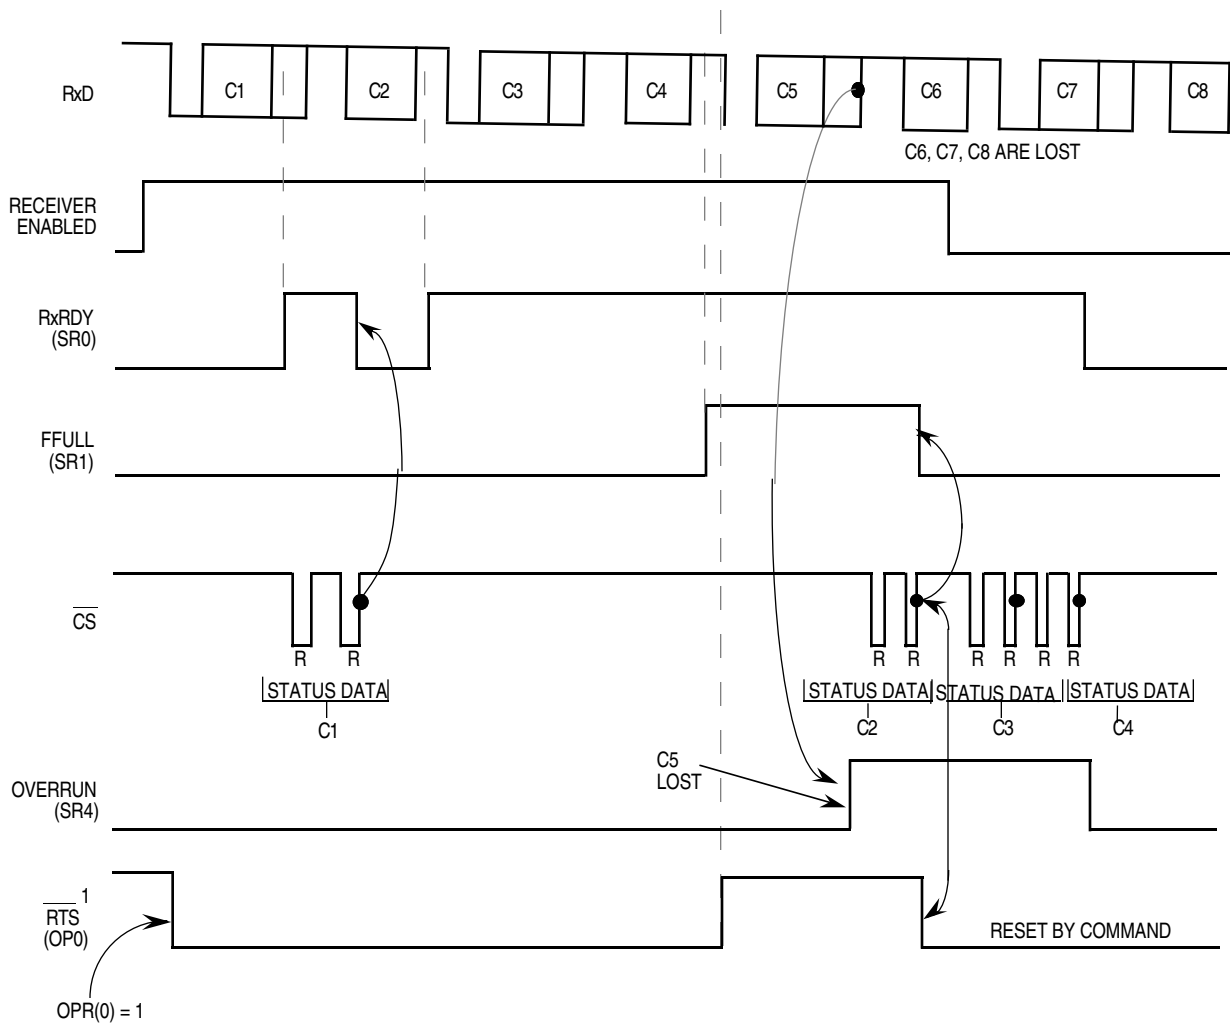 RxD
C1
C2
C3
C4
C5
C6
C7
C8
C6, C7, C8 ARE LOST
RECEIVER
ENABLED
RxRDY
(SR0)
FFULL
(SR1)
CS
R
R
R
R
R
R
R
R
STATUS DATA
STATUS DATA
STATUS DATA
STATUS DATA
C1
C2
C3
C4
C5
LOST
OVERRUN
(SR4)
RTS 1
(OP0)
RESET BY COMMAND
OPR(0) = 1